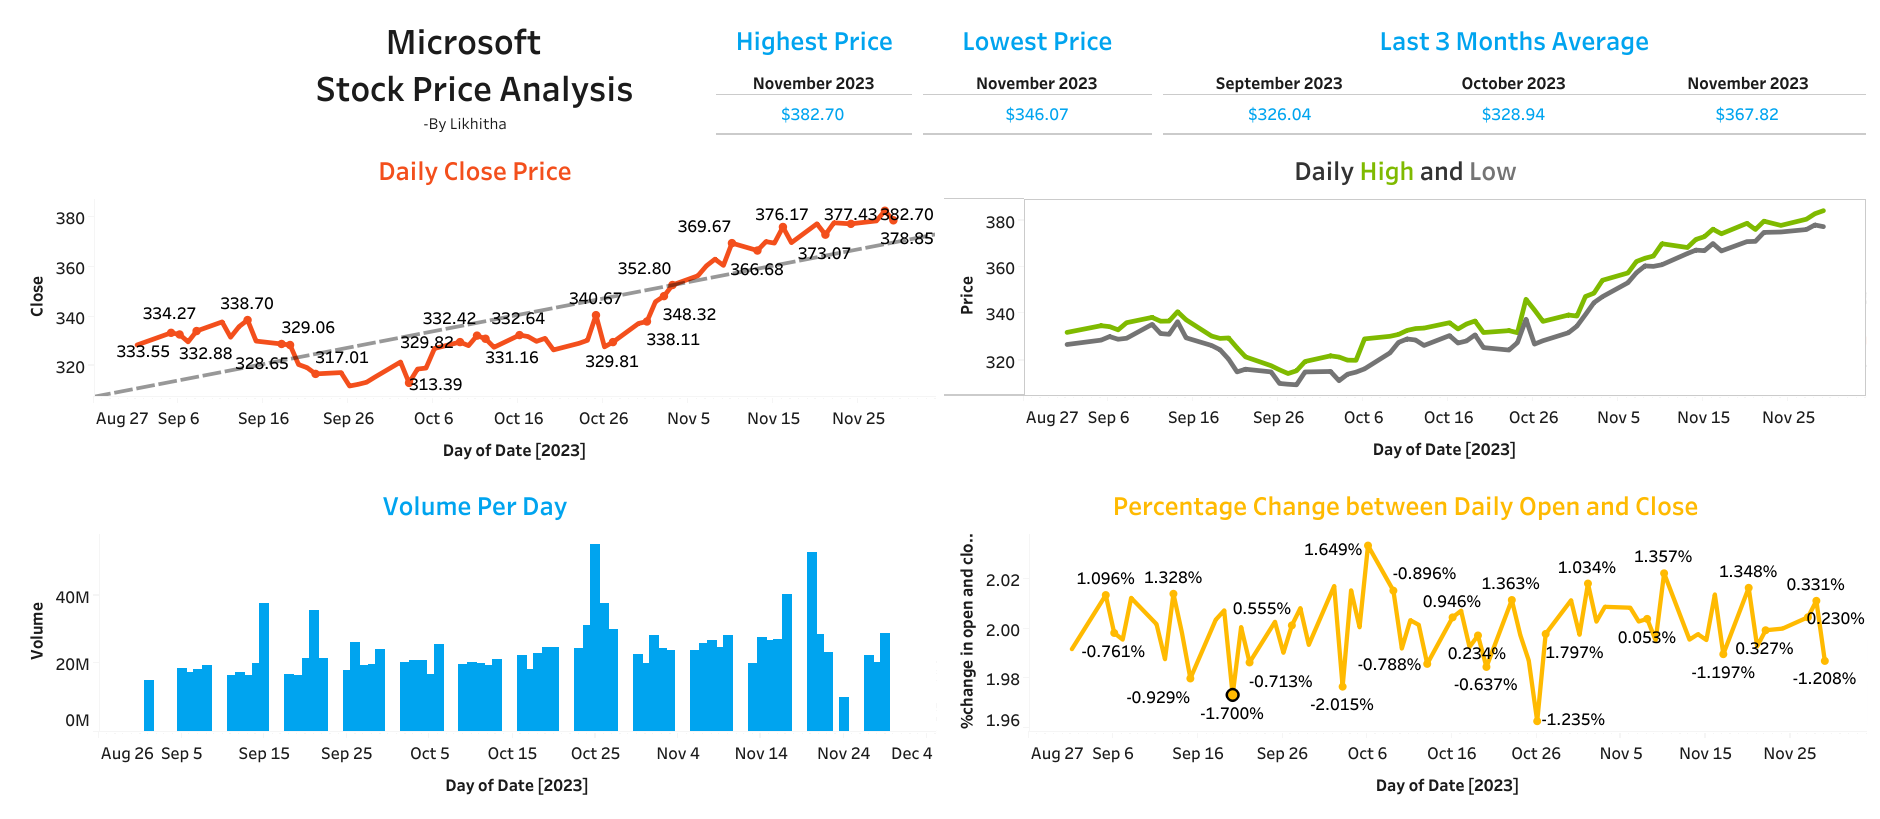 Microsoft
Stock Price Analysis
-By Likhitha
Highest Price
November 2023
$382.70
Lowest Price
November 2023
$346.07
Last 3 Months Average
September 2023 October 2023 November 2023
$326.04 $328.94 $367.82
Daily Close Price
Close
380
360
340
320
333.55
334.27
332.88
338.70
328.65
329.06
317.01
313.39
329.82
332.42
331.16
332.64
340.67
329.81
338.11
348.32
352.80
369.67
366.68
376.17
373.07
377.43
382.70
378.85
Aug 27 Sep 6 Sep 16 Sep 26 Oct 6 Oct 16 Oct 26 Nov 5 Nov 15 Nov 25
Day of Date [2023]
Daily High and Low
Price
380
360
340
320
Aug 27 Sep 6 Sep 16 Sep 26 Oct 6 Oct 16 Oct 26 Nov 5 Nov 15 Nov 25
Day of Date [2023]
Volume Per Day
Volume
40M
20M
0M
Aug 26 Sep 5 Sep 15 Sep 25 Oct 5 Oct 15 Oct 25 Nov 4 Nov 14 Nov 24 Dec 4
Day of Date [2023]
Percentage Change between Daily Open and Close
%change in open and clo..
2.02
2.00
1.98
1.96
1.096%
-0.761%
1.328%
-0.929%
-1.700%
0.555%
-0.713%
-2.015%
1.649%
-0.896%
-0.788%
0.946%
0.234%
-0.637%
1.363%
-1.235%
1.797%
1.034%
0.053%
1.357%
-1.197%
1.348%
0.327%
0.331%
0.230%
-1.208%
Aug 27 Sep 6 Sep 16 Sep 26 Oct 6 Oct 16 Oct 26 Nov 5 Nov 15 Nov 25
Day of Date [2023]